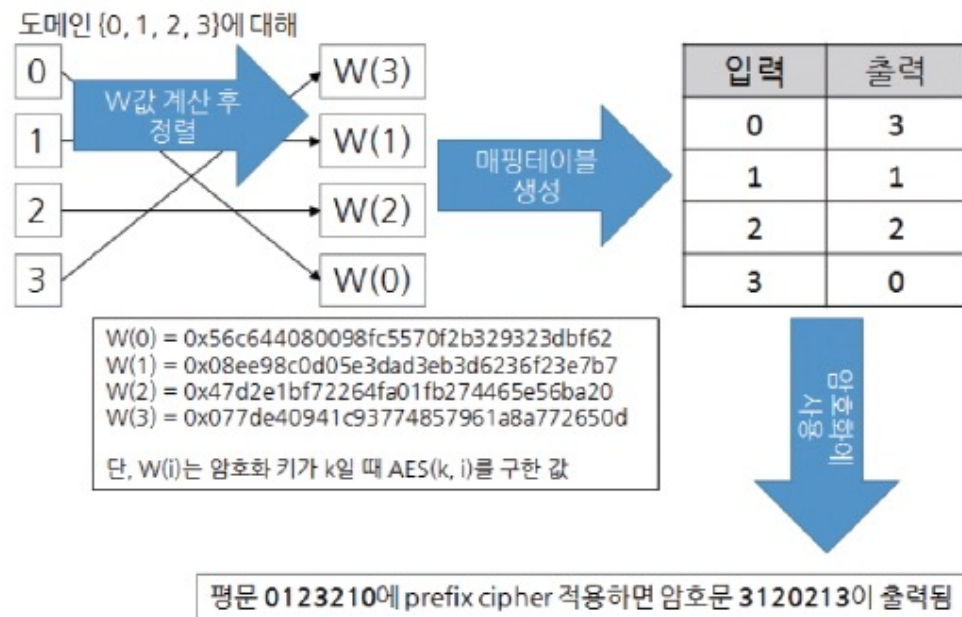 도메인 {0, 1, 2, 3}에 대해
0
1
2
3
W값 계산 후
정렬
W(3)
W(1)
W(2)
W(0)
매핑테이블
생성
입력 출력
0 3
1 1
2 2
3 0
W(0) = 0x56c644080098fc5570f2b329323dbf62
W(1) = 0x08ee98c0d05e3dad3eb3d6236f23e7b7
W(2) = 0x47d2e1bf72264fa01fb274465e56ba20
W(3) = 0x077de40941c93774857961a8a772650d
단, W(i)는 암호화 키가 k일 때 AES(k, i)를 구한 값
암호화에
사용
평문 0123210에 prefix cipher 적용하면 암호문 3120213이 출력됨